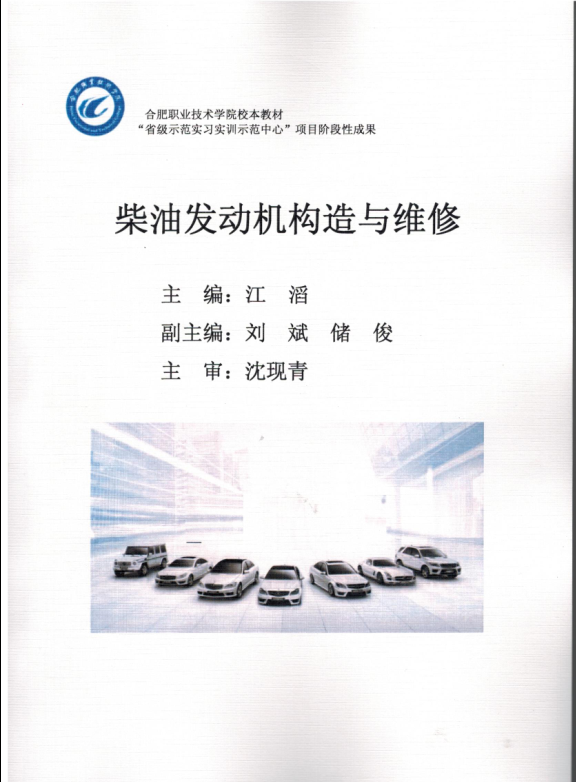 合肥职业技术学院校本教材
“省级示范实习实训示范中心”项目阶段性成果
柴油发动机构造与维修
主 编：江 滔
副主编：刘 斌 储 俊
主 审：沈现青